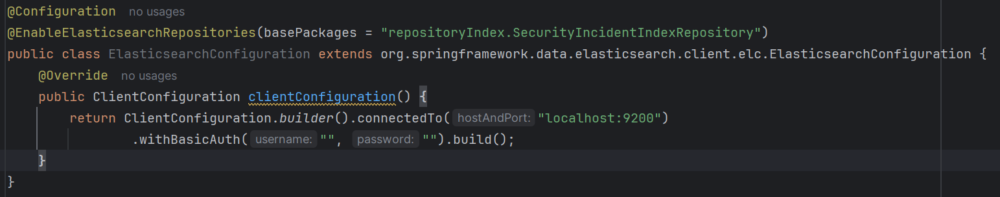 @Configuration no usages
@EnableElasticsearchRepositories(basePackages = "repositoryIndex.SecurityIncidentIndexRepository")
public class ElasticsearchConfiguration extends org.springframework.data.elasticsearch.client.elc.ElasticsearchConfiguration {
@Override no usages
public ClientConfiguration clientConfiguration() {
return ClientConfiguration.builder().connectedTo( hostAndPort: "localhost:9200")
.withBasicAuth( username: "", password: "").build();
}
}